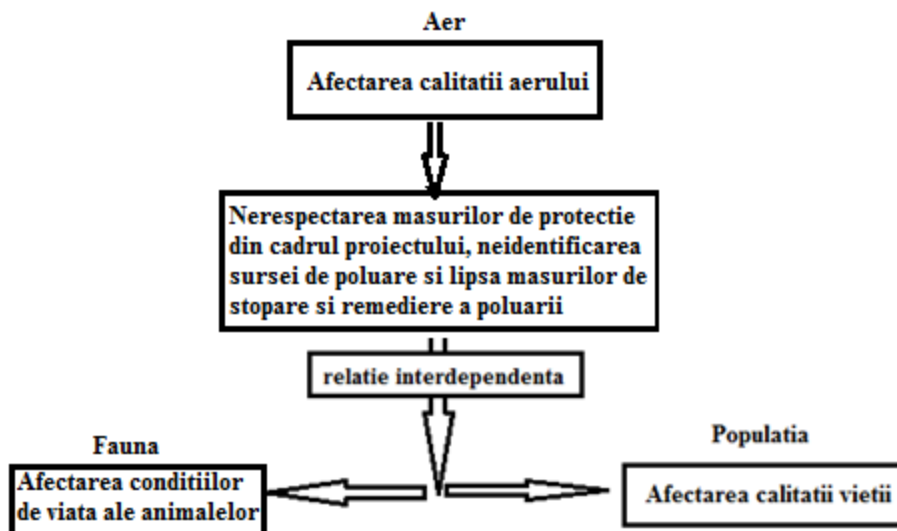 Aer
Afectarea calitatii aerului
Nerespectarea masurilor de protectie
din cadrul proiectului, neidentificarea
sursei de poluare si lipsa masurilor de
stopare si remediere a poluarii
relatie interdependenta
Fauna
Afectarea conditiilor
de viata ale animalelor
Populatia
Afectarea calitatii vietii